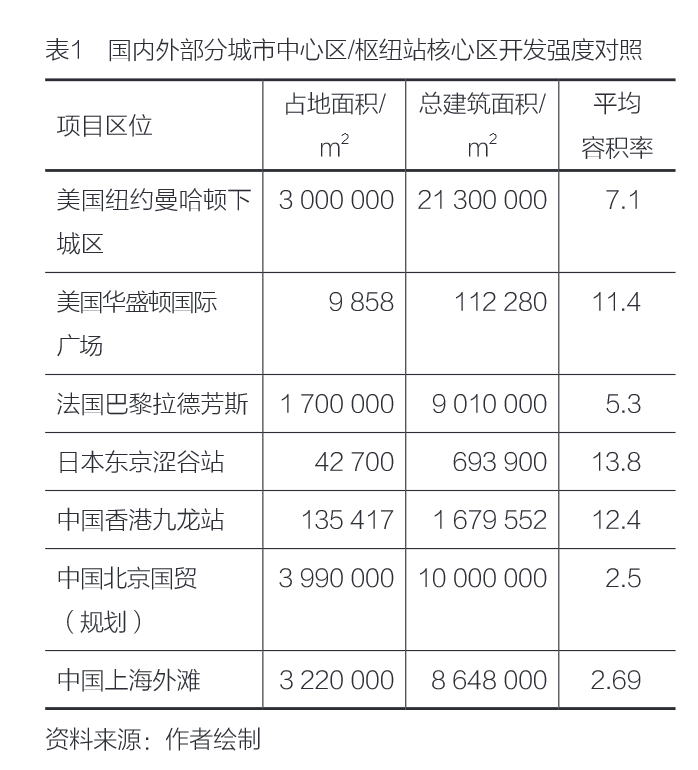 表1 国内外部分城市中心区/枢纽站核心区开发强度对照
项目区位 占地面积/ 总建筑面积/ 平均
m² m² 容积率
美国纽约曼哈顿下 3 000 000 21 300 000 7.1
城区
美国华盛顿国际 9 858 112 280 11.4
广场
法国巴黎拉德芳斯 1 700 000 9 010 000 5.3
日本东京涩谷站 42 700 693 900 13.8
中国香港九龙站 135 417 1 679 552 12.4
中国北京国贸 3 990 000 10 000 000 2.5
（规划）
中国上海外滩 3 220 000 8 648 000 2.69
资料来源：作者绘制